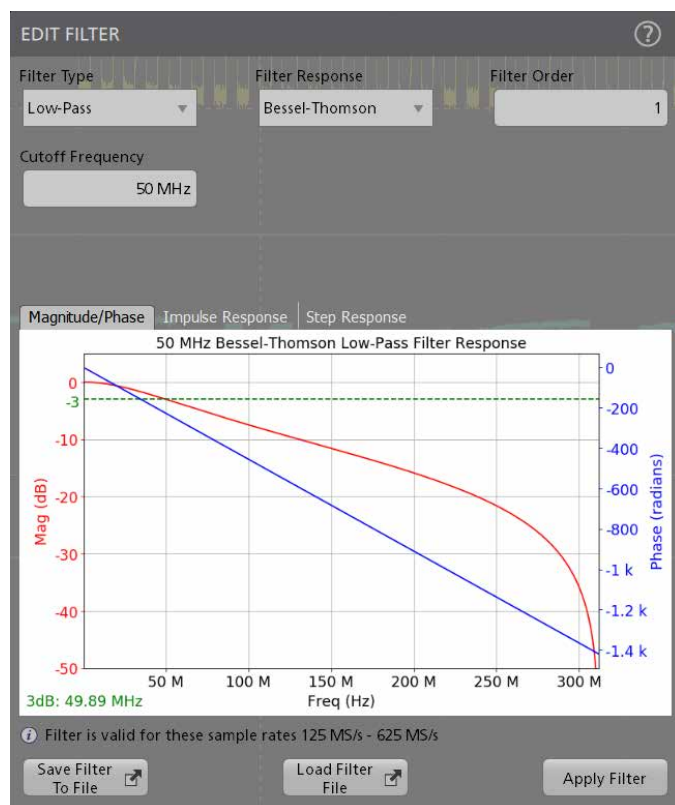 EDIT FILTER
?
Filter Type Filter Response Filter Order
Low-Pass Bessel-Thomson 1
Cutoff Frequency
50 MHz
Magnitude/Phase Impulse Response Step Response
50 MHz Bessel-Thomson Low-Pass Filter Response
0
-3
-10
-20
-30
-40
-50
Mag (dB)
0
-200
-400
-600
-800
-1 k
-1.2 k
-1.4 k
Phase (radians)
50 M 100 M 150 M 200 M 250 M 300 M
3dB: 49.89 MHz Freq (Hz)
i Filter is valid for these sample rates 125 MS/s - 625 MS/s
Save Filter
To File
Load Filter
File
Apply Filter